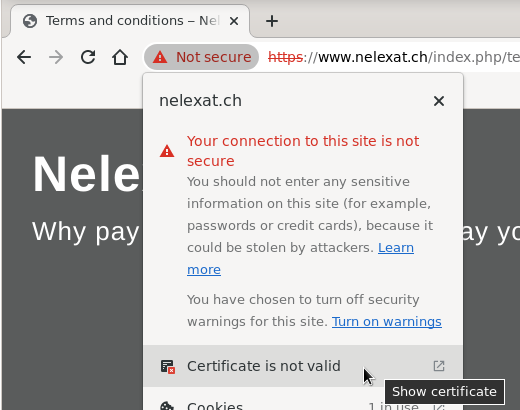 Terms and conditions – Nel
Not secure https://www.nelexat.ch/index.php/te
nelexat.ch
Your connection to this site is not
secure
You should not enter any sensitive
information on this site (for example,
passwords or credit cards), because it
could be stolen by attackers. Learn
more
You have chosen to turn off security
warnings for this site. Turn on warnings
Certificate is not valid
Show certificate
Cookies 1 in use
Nele
Why pay ay yo